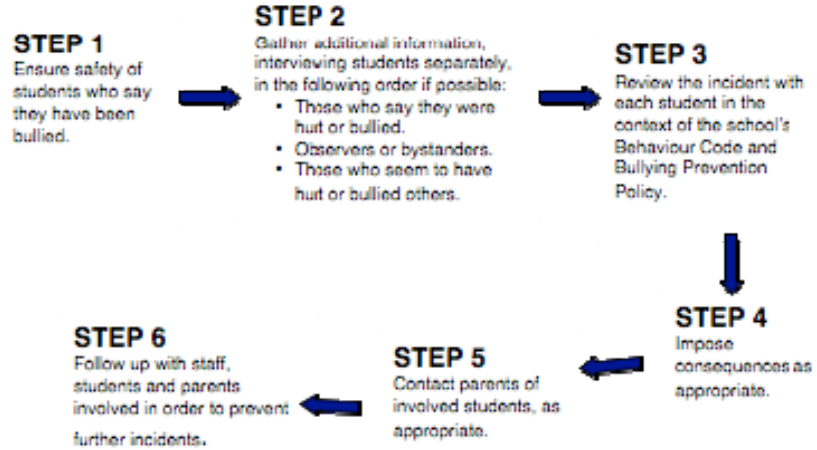 STEP 1
Ensure safety of
students who say
they have been
bullied.
STEP 2
Gather additional information,
interviewing students separately,
in the following order if possible:
• Those who say they were
hurt or bullied.
• Observers or bystanders.
• Those who seem to have
hurt or bullied others.
STEP 3
Review the incident with
each student in the
context of the school's
Behaviour Code and
Bullying Prevention
Policy.
STEP 4
Impose
consequences as
appropriate.
STEP 5
Contact parents of
involved students, as
appropriate.
STEP 6
Follow up with staff,
students and parents
involved in order to prevent
further incidents.